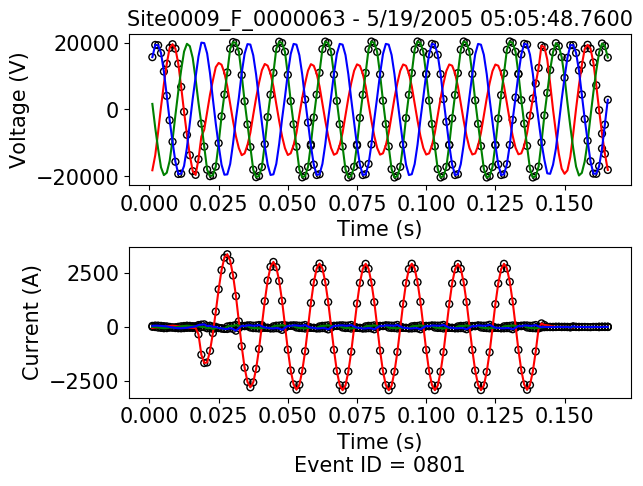 Site0009_F_0000063 - 5/19/2005 05:05:48.7600
Voltage (V)
20000
0
−20000
0.000 0.025 0.050 0.075 0.100 0.125 0.150
Time (s)
Current (A)
2500
0
−2500
0.000 0.025 0.050 0.075 0.100 0.125 0.150
Time (s)
Event ID = 0801